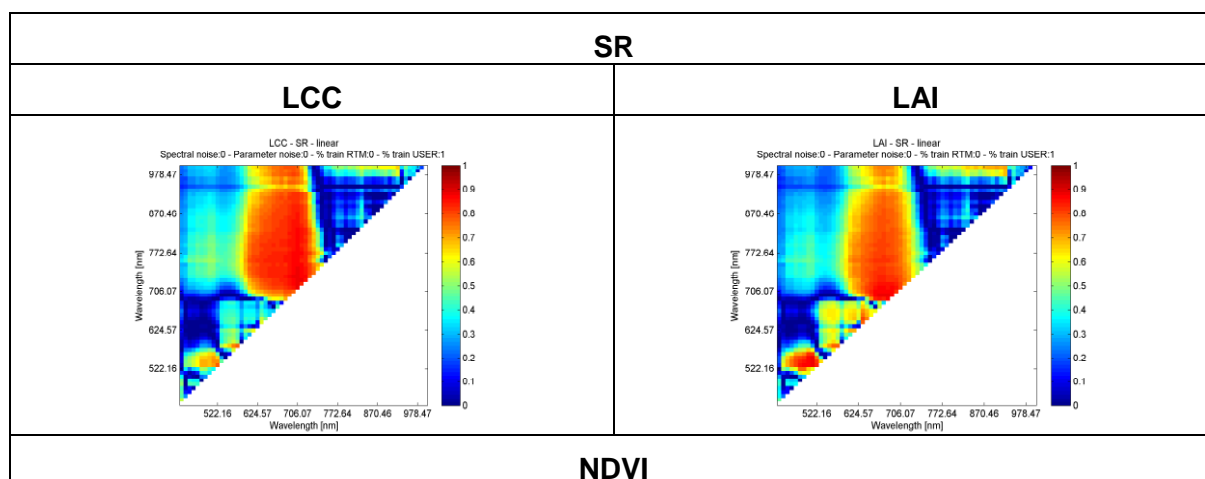 SR
LCC
LAI
LCC - SR - linear
Spectral noise:0 - Parameter noise:0 - % train RTM:0 - % train USER:1
978.47
870.46
772.64
706.07
624.57
522.16
Wavelength [nm]
522.16 624.57 706.07 772.64 870.46 978.47
Wavelength [nm]
1
0.9
0.8
0.7
0.6
0.5
0.4
0.3
0.2
0.1
0
LAI - SR - linear
Spectral noise:0 - Parameter noise:0 - % train RTM:0 - % train USER:1
978.47
870.46
772.64
706.07
624.57
522.16
Wavelength [nm]
522.16 624.57 706.07 772.64 870.46 978.47
Wavelength [nm]
1
0.9
0.8
0.7
0.6
0.5
0.4
0.3
0.2
0.1
0
NDVI